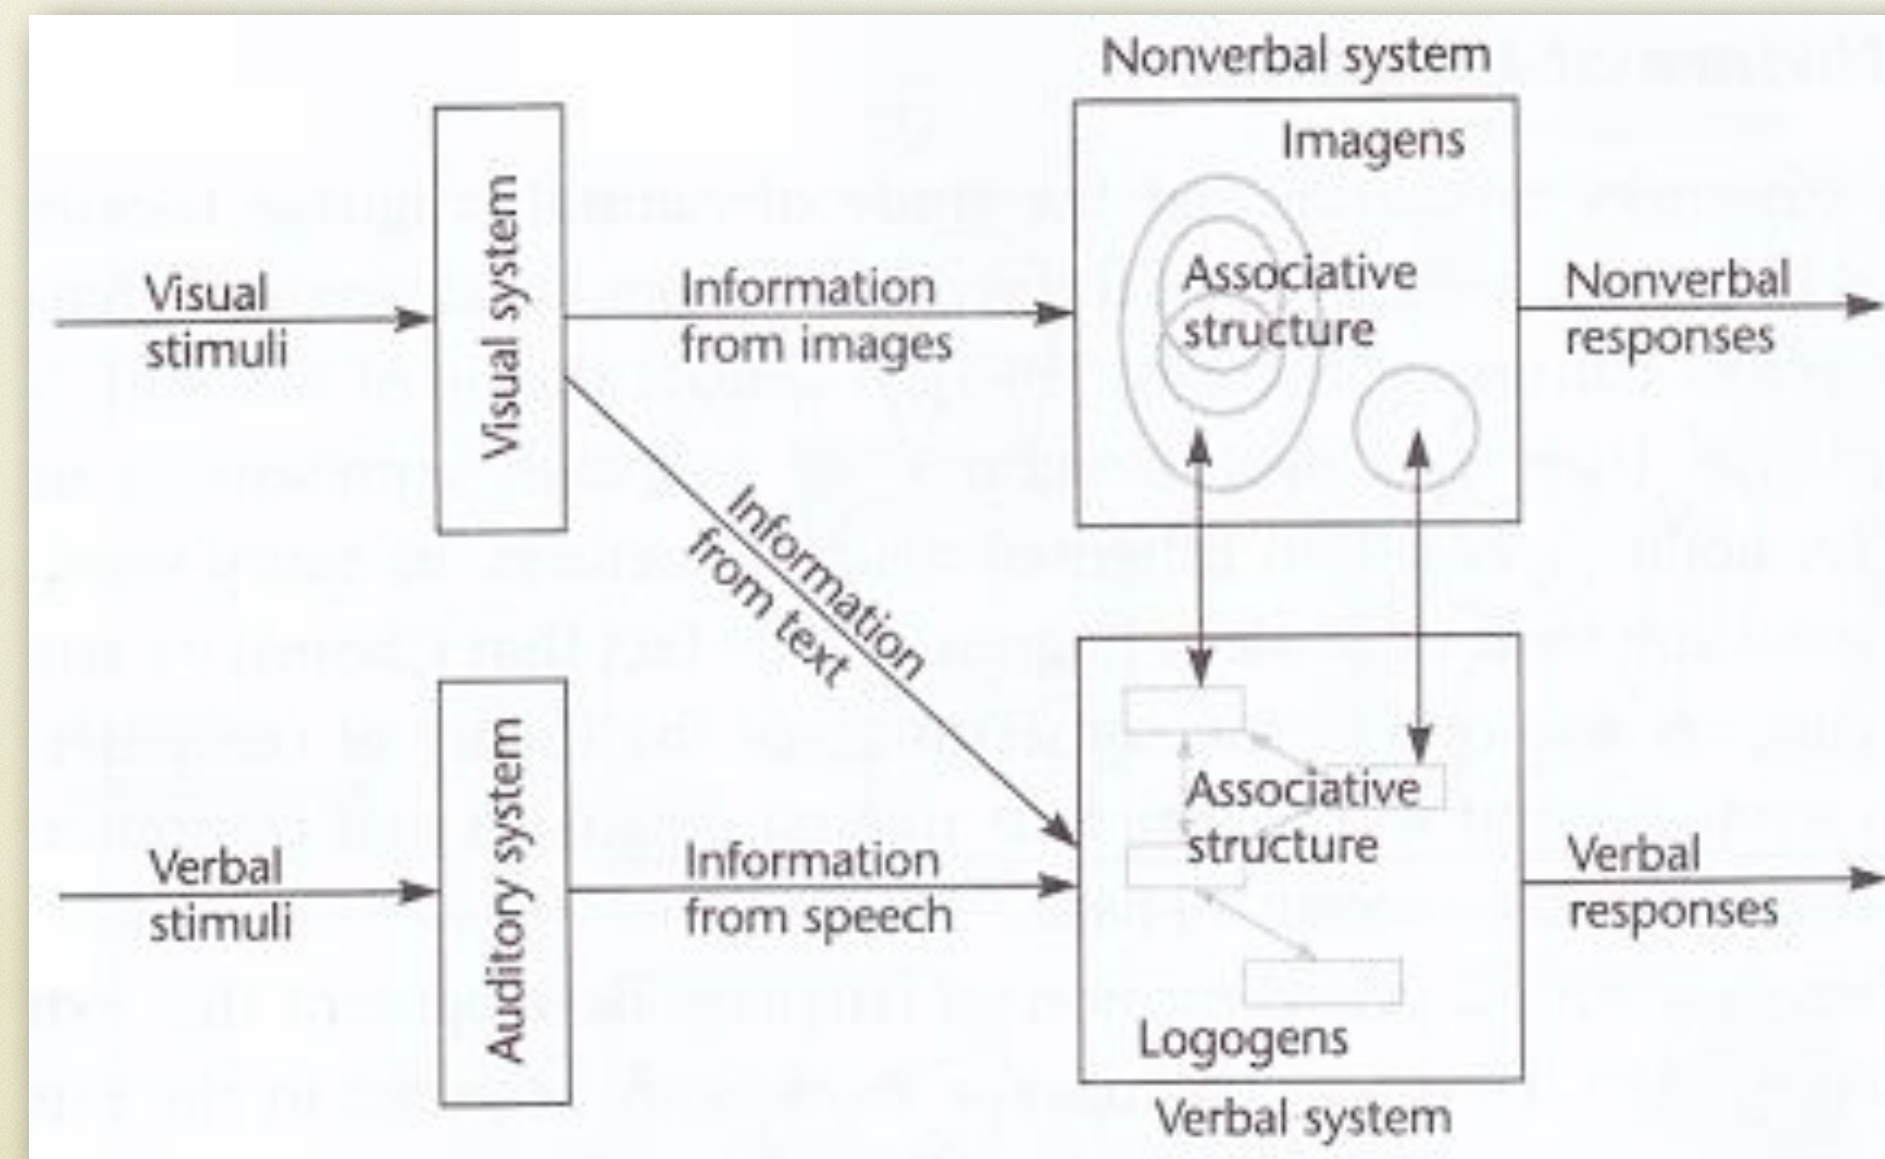 Nonverbal system
Imagens
Visual
stimuli
Visual system
Information
from images
Associative
structure
Nonverbal
responses
Information
from text
Verbal
stimuli
Auditory system
Information
from speech
Associative
structure
Logogens
Verbal
responses
Verbal system